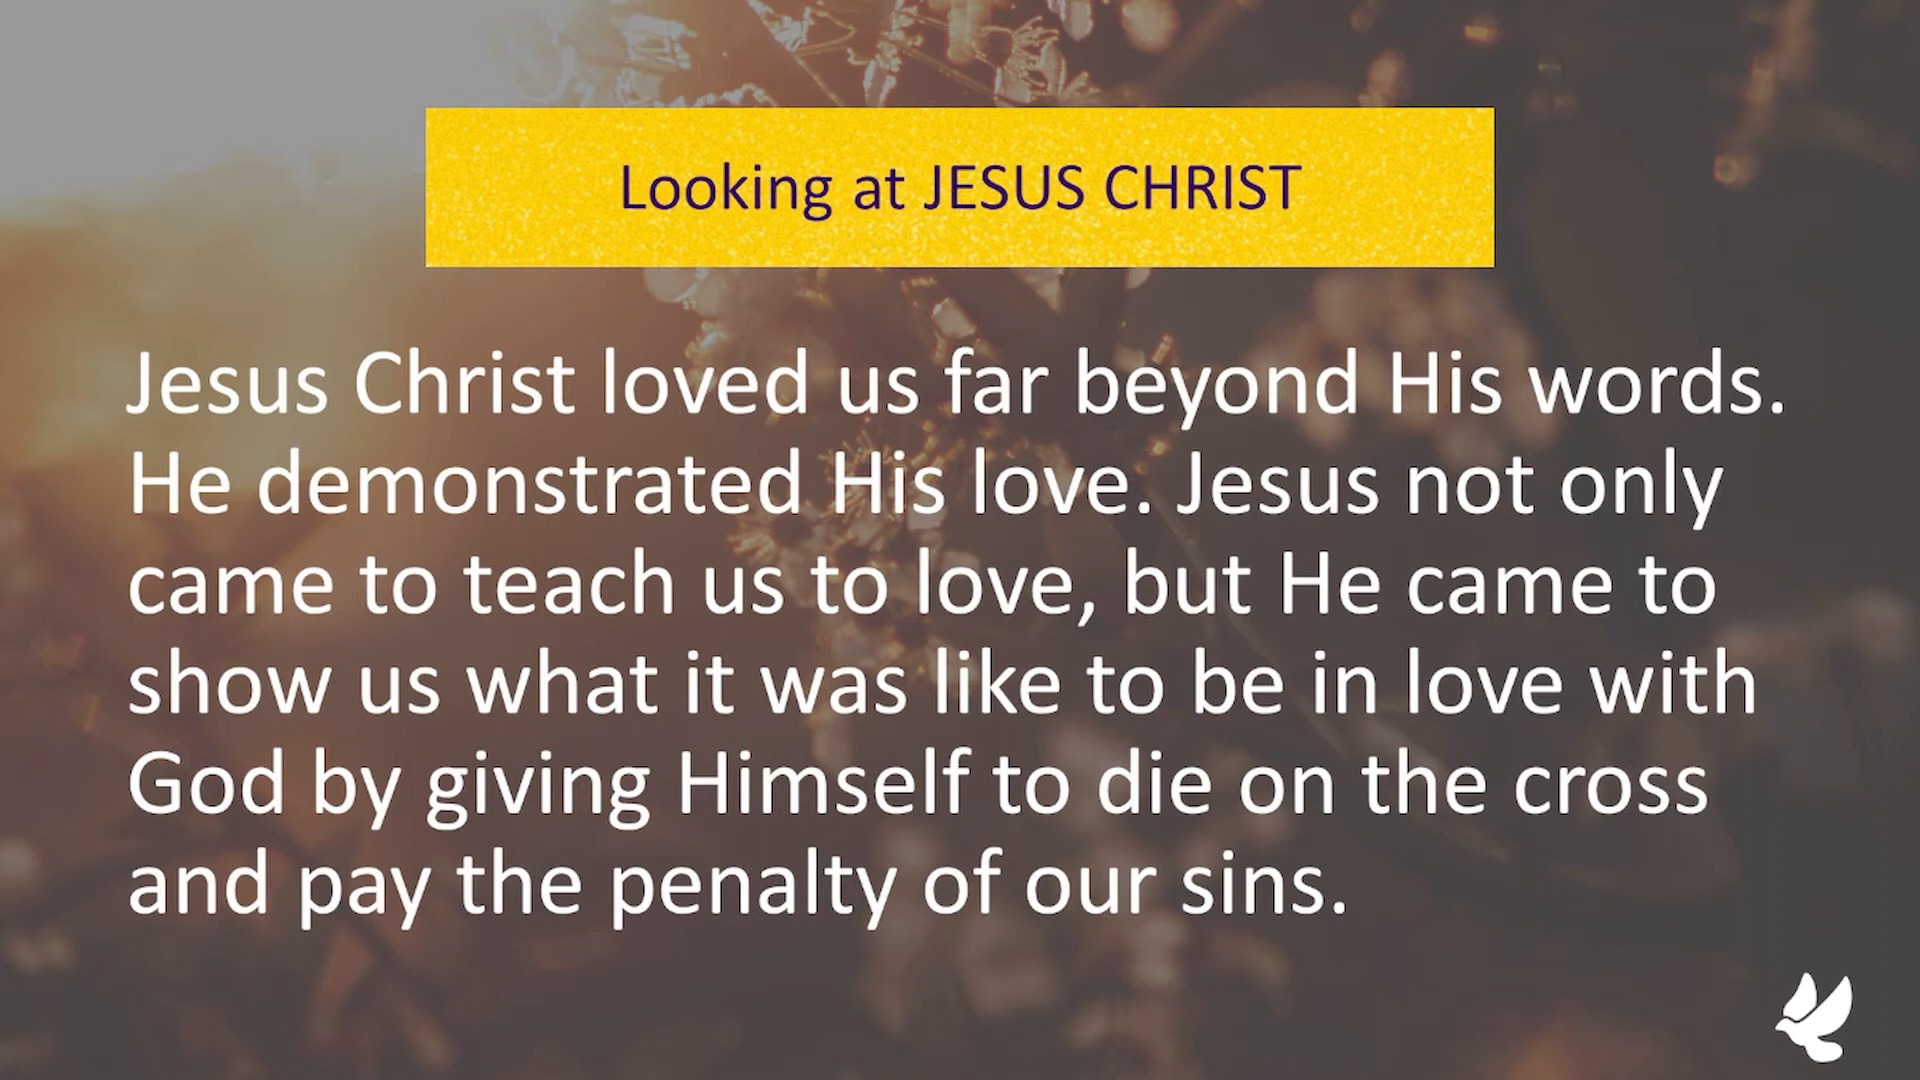 Looking at JESUS CHRIST
Jesus Christ loved us far beyond His words.
He demonstrated His love. Jesus not only
came to teach us to love, but He came to
show us what it was like to be in love with
God by giving Himself to die on the cross
and pay the penalty of our sins.